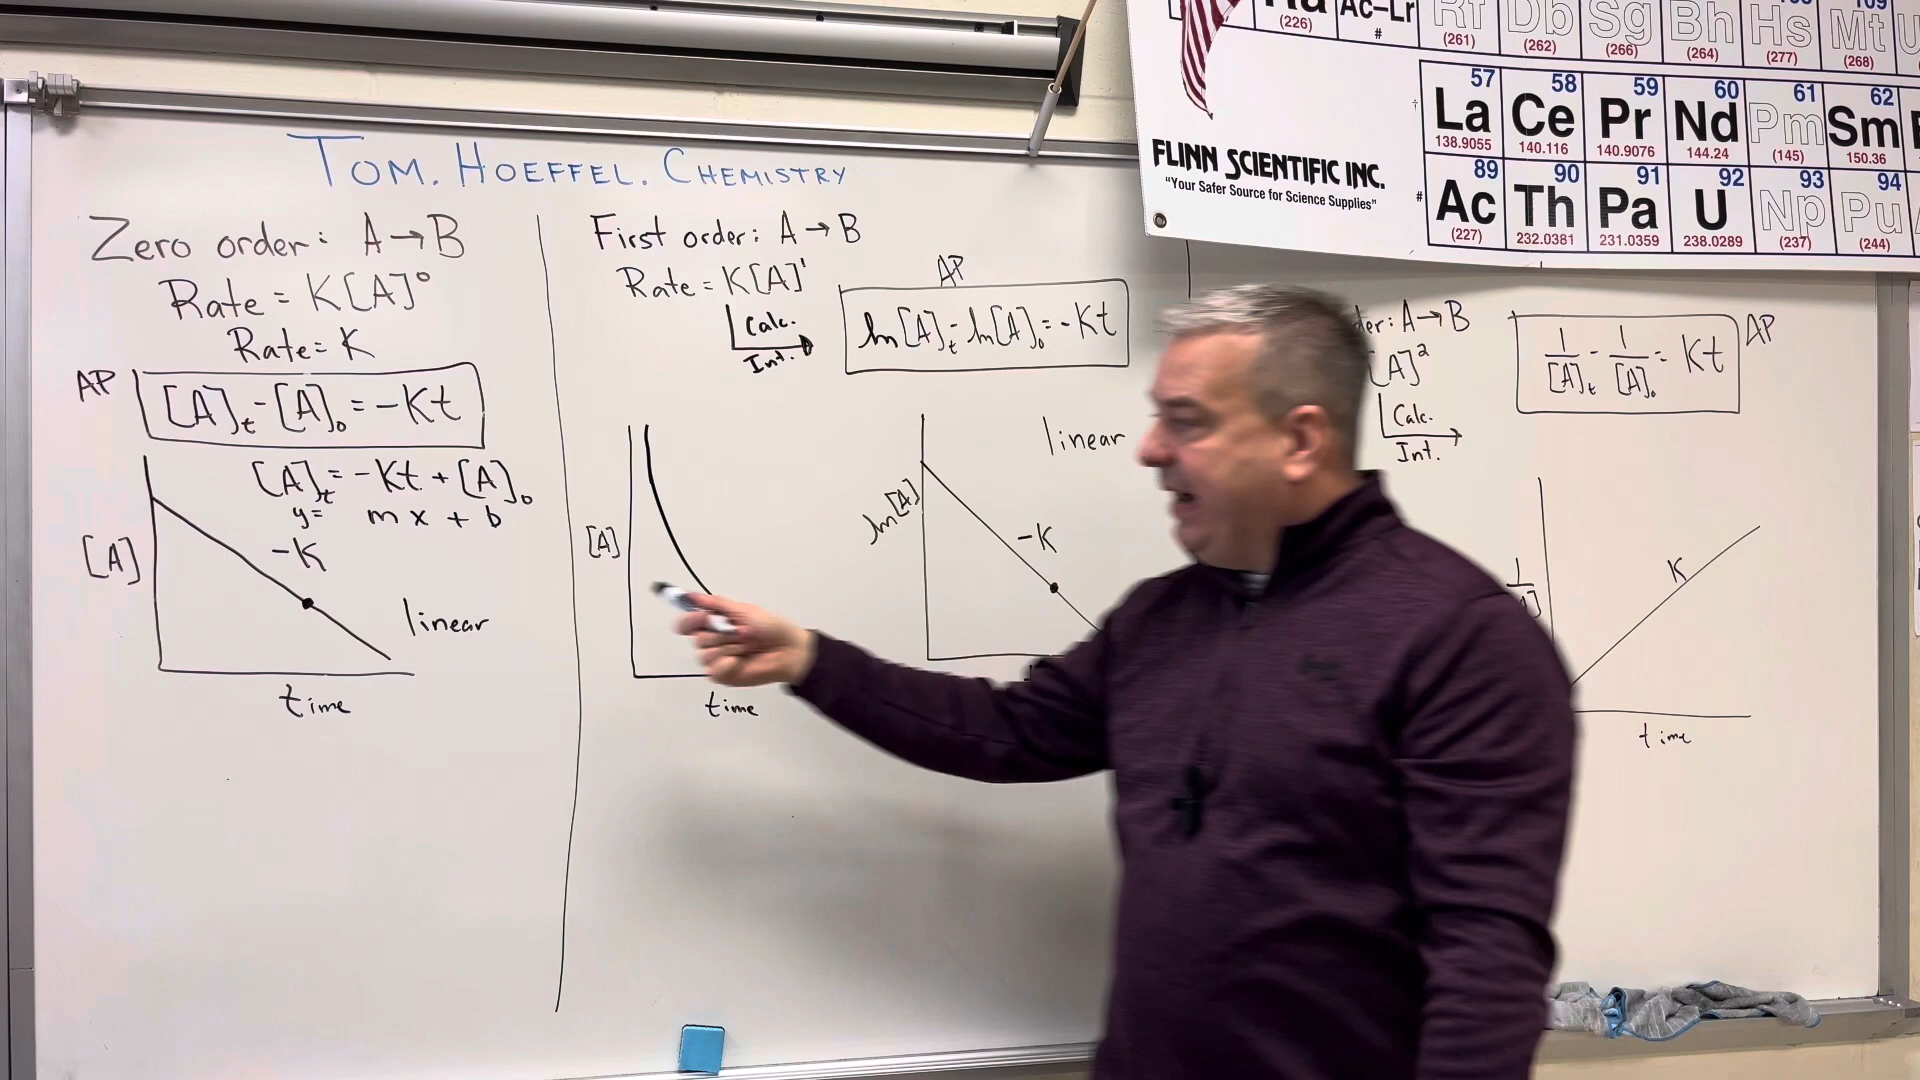 TOM. HOEFFEL. CHEMISTRY
Zero order: A→B
Rate = K[A]⁰
Rate = K
AP
[A]ₜ - [A]₀ = -Kt
[A]ₜ = -Kt + [A]₀
y = mx + b
[A]
-K
linear
time
First order: A→B
Rate = K[A]¹
Calc.
Int.
AP
ln[A]ₜ - ln[A]₀ = -Kt
[A]
time
ln[A]
-K
linear
A→B
[A]²
Calc.
Int.
1/[A]ₜ - 1/[A]₀ = Kt
AP
K
time
FLINN SCIENTIFIC INC.
"Your Safer Source for Science Supplies"
Ac–Lr Rf Db Sg Bh Hs Mt
(226) # (261) (262) (266) (264) (277) (268)
57 58 59 60 61 62
† La Ce Pr Nd Pm Sm
138.9055 140.116 140.9076 144.24 (145) 150.36
89 90 91 92 93 94
# Ac Th Pa U Np Pu
(227) 232.0381 231.0359 238.0289 (237) (244)